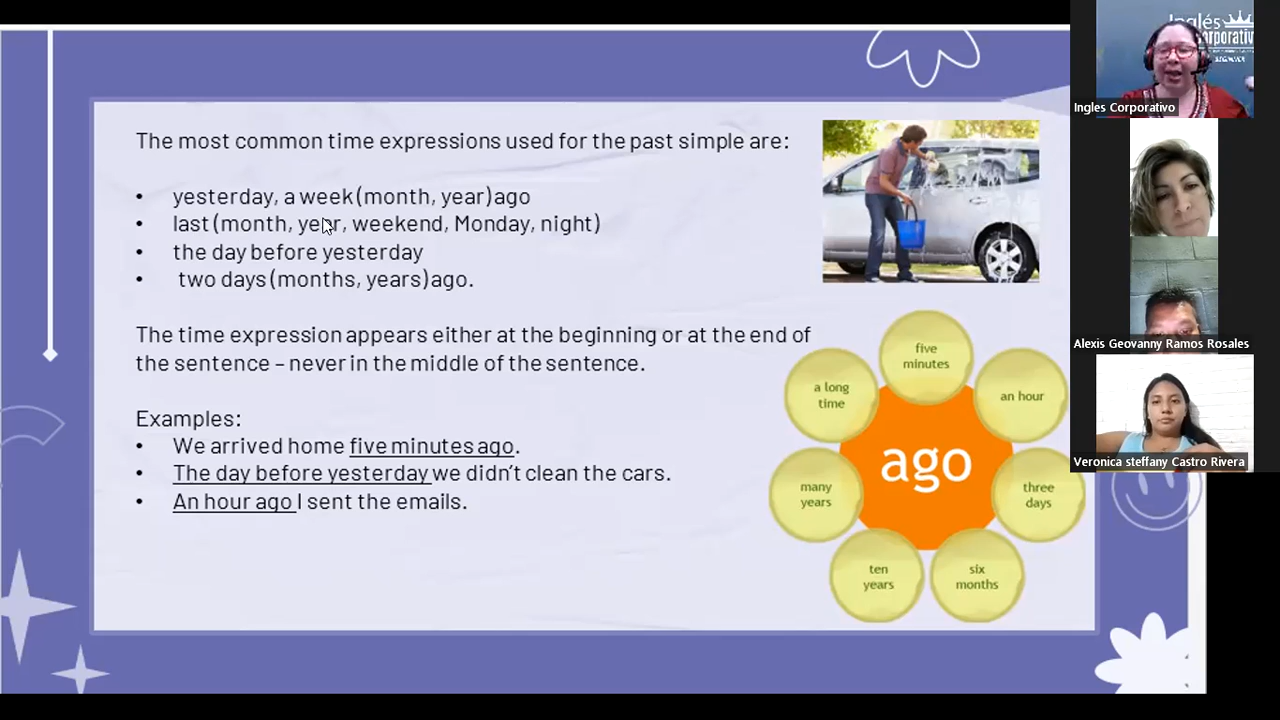 The most common time expressions used for the past simple are:
• yesterday, a week (month, year) ago
• last (month, year, weekend, Monday, night)
• the day before yesterday
• two days (months, years) ago.
The time expression appears either at the beginning or at the end of
the sentence – never in the middle of the sentence.
Examples:
• We arrived home five minutes ago.
• The day before yesterday we didn't clean the cars.
• An hour ago I sent the emails.
five
minutes
a long
time
an hour
ago
many
years
three
days
ten
years
six
months
Inglés
Corporativo
Ingles Corporativo
Alexis Geovanny Ramos Rosales
Veronica steffany Castro Rivera